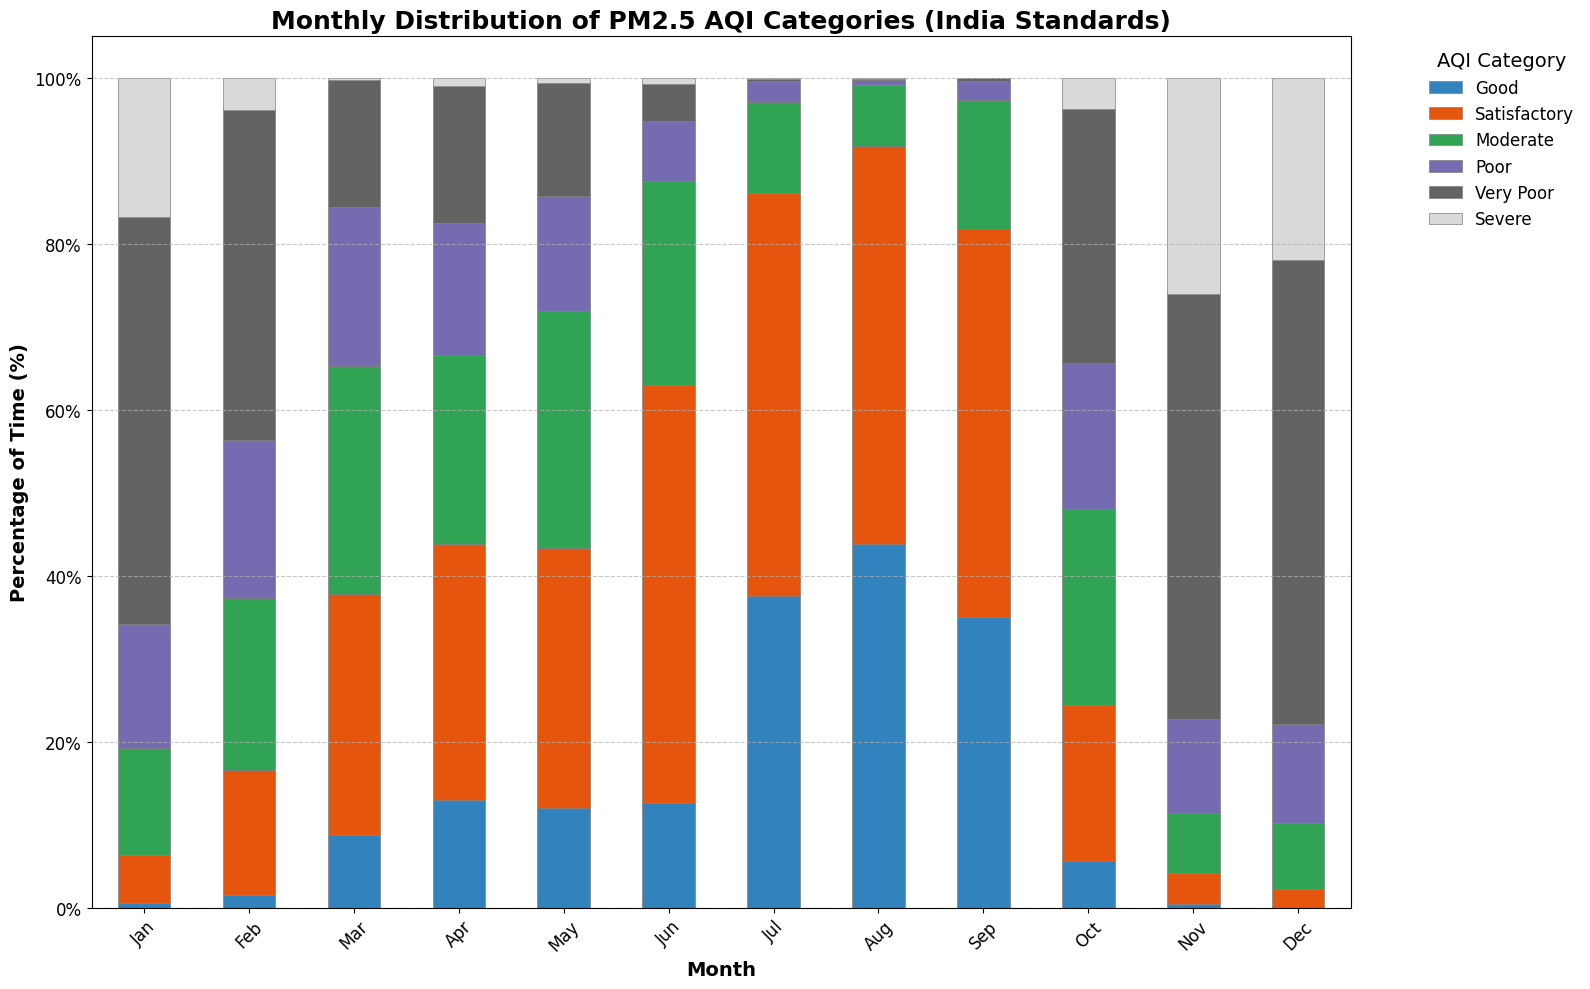 Monthly Distribution of PM2.5 AQI Categories (India Standards)
AQI Category
Good
Satisfactory
Moderate
Poor
Very Poor
Severe
Percentage of Time (%)
100%
80%
60%
40%
20%
0%
Jan
Feb
Mar
Apr
May
Jun
Jul
Aug
Sep
Oct
Nov
Dec
Month